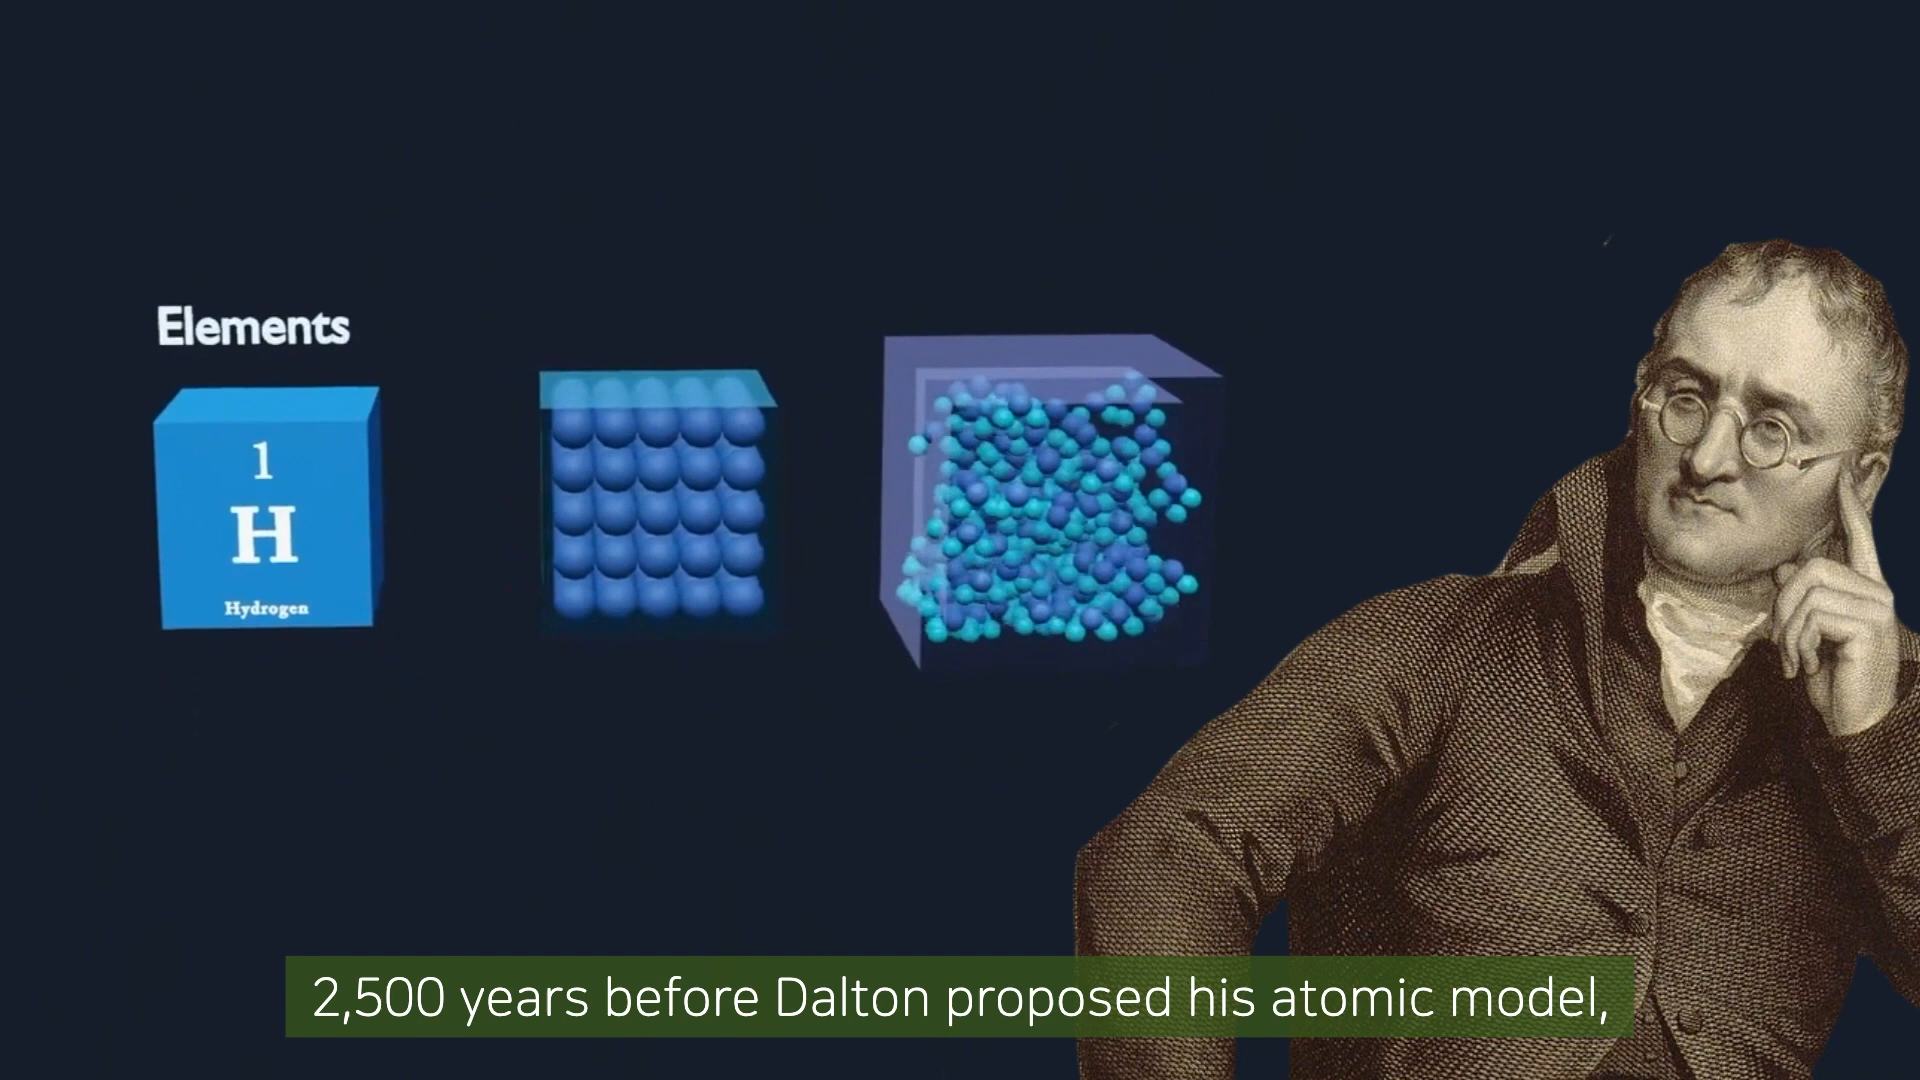 Elements
1
H
Hydrogen
2,500 years before Dalton proposed his atomic model,